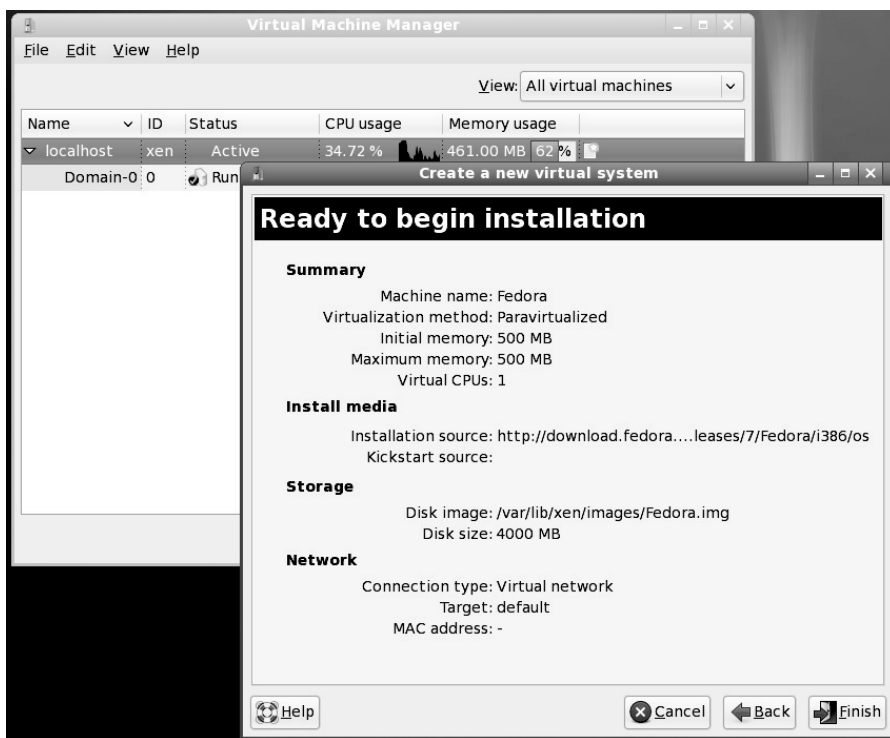 Virtual Machine Manager
File Edit View Help
View: All virtual machines
Name ID Status CPU usage Memory usage
localhost xen Active 34.72 % 461.00 MB 62 %
Domain-0 0 Run
Create a new virtual system
Ready to begin installation
Summary
Machine name: Fedora
Virtualization method: Paravirtualized
Initial memory: 500 MB
Maximum memory: 500 MB
Virtual CPUs: 1
Install media
Installation source: http://download.fedora....leases/7/Fedora/i386/os
Kickstart source:
Storage
Disk image: /var/lib/xen/images/Fedora.img
Disk size: 4000 MB
Network
Connection type: Virtual network
Target: default
MAC address: -
Help Cancel Back Finish